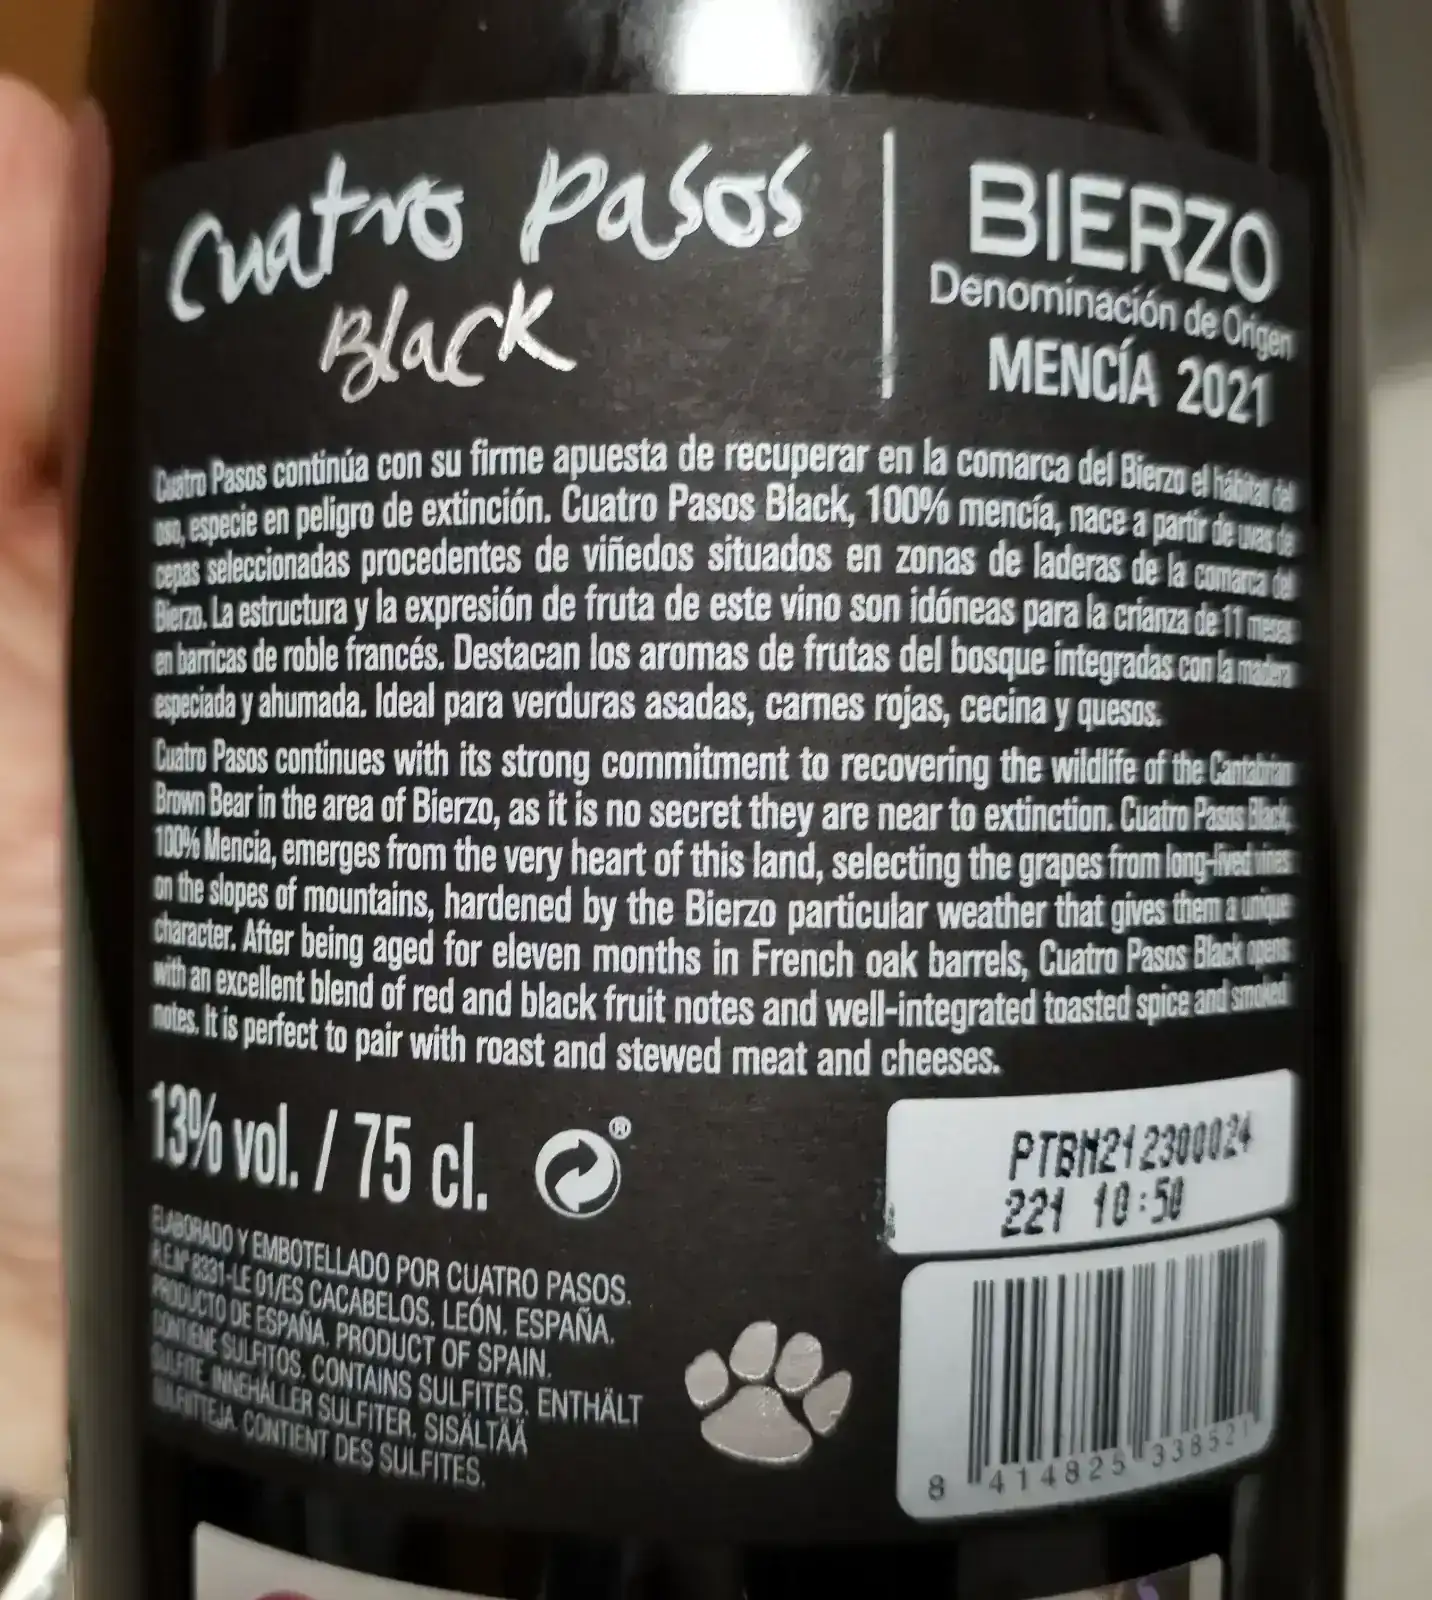 Cuatro Pasos
Black
BIERZO
Denominación de Origen
MENCÍA 2021
Cuatro Pasos continúa con su firme apuesta de recuperar en la comarca del Bierzo el hábitat del
oso, especie en peligro de extinción. Cuatro Pasos Black, 100% mencía, nace a partir de uvas de
cepas seleccionadas procedentes de viñedos situados en zonas de laderas de la comarca del
Bierzo. La estructura y la expresión de fruta de este vino son idóneas para la crianza de 11 meses
en barricas de roble francés. Destacan los aromas de frutas del bosque integradas con la madera
especiada y ahumada. Ideal para verduras asadas, carnes rojas, cecina y quesos.
Cuatro Pasos continues with its strong commitment to recovering the wildlife of the Cantabrian
Brown Bear in the area of Bierzo, as it is no secret they are near to extinction. Cuatro Pasos Black,
100% Mencia, emerges from the very heart of this land, selecting the grapes from long-lived vines
on the slopes of mountains, hardened by the Bierzo particular weather that gives them a unique
character. After being aged for eleven months in French oak barrels, Cuatro Pasos Black opens
with an excellent blend of red and black fruit notes and well-integrated toasted spice and smoked
notes. It is perfect to pair with roast and stewed meat and cheeses.
13% vol. / 75 cl.
PTBM212300024
221 10:50
ELABORADO Y EMBOTELLADO POR CUATRO PASOS.
R.E.Nº 8331-LE 01/ES CACABELOS. LEÓN. ESPAÑA.
PRODUCTO DE ESPAÑA. PRODUCT OF SPAIN.
CONTIENE SULFITOS. CONTAINS SULFITES. ENTHÄLT
SULFITE. INNEHÅLLER SULFITER. SISÄLTÄÄ
SULFIITTEJA. CONTIENT DES SULFITES.
8 414825 338521